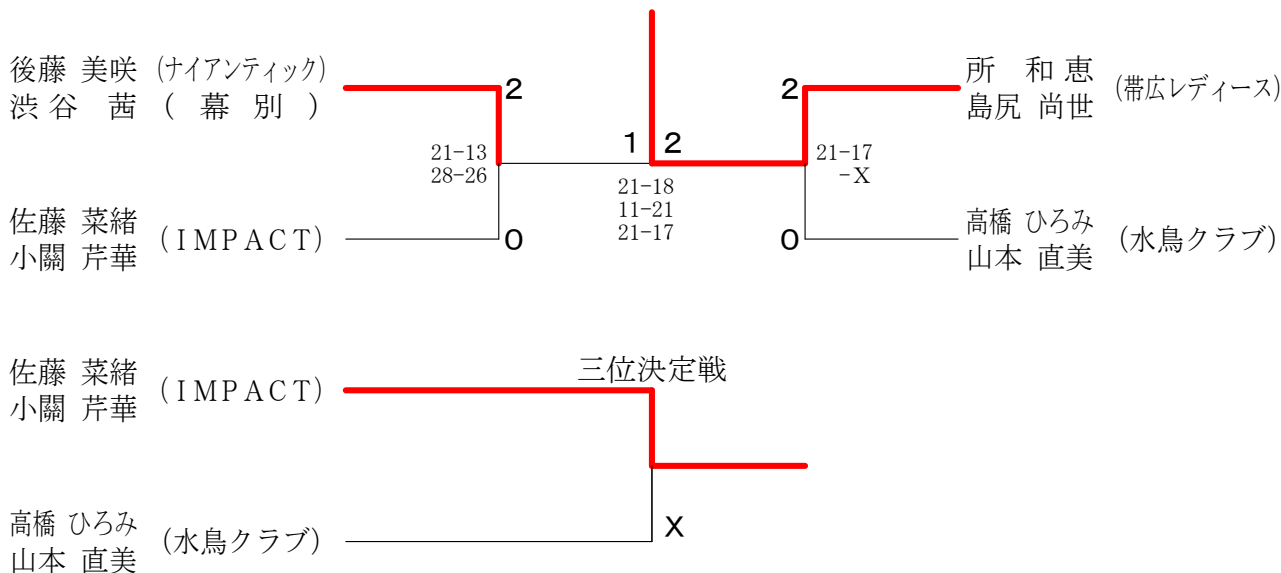 後藤 美咲 (ナイアンティック)
渋谷 茜 ( 幕 別 )
2
2
所 和恵
島尻 尚世 (帯広レディース)
21-13
28-26
1 2
21-18
11-21
21-17
21-17
-X
佐藤 菜緒
小關 芹華 (IMPACT)
0
0
高橋 ひろみ
山本 直美 (水鳥クラブ)
三位決定戦
佐藤 菜緒
小關 芹華 (IMPACT)
高橋 ひろみ
山本 直美 (水鳥クラブ)
X